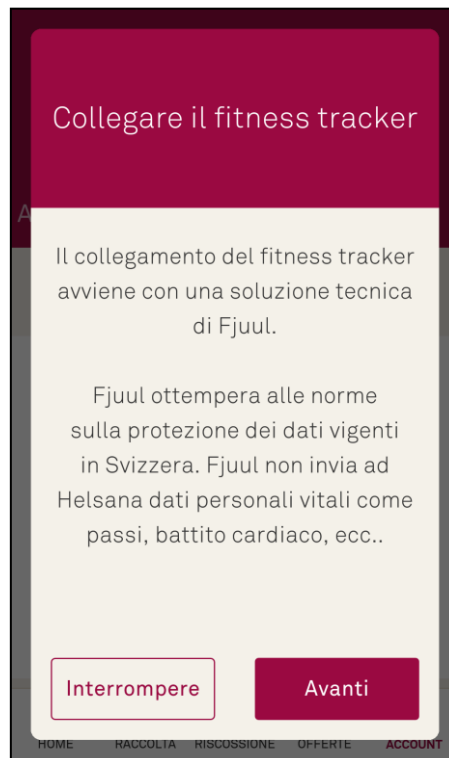 Collegare il fitness tracker
A
Il collegamento del fitness tracker
avviene con una soluzione tecnica
di Fjuul.
Fjuul ottempera alle norme
sulla protezione dei dati vigenti
in Svizzera. Fjuul non invia ad
Helsana dati personali vitali come
passi, battito cardiaco, ecc..
Interrompere Avanti
HOME RACCOLTA RISCOSSIONE OFFERTE ACCOUNT